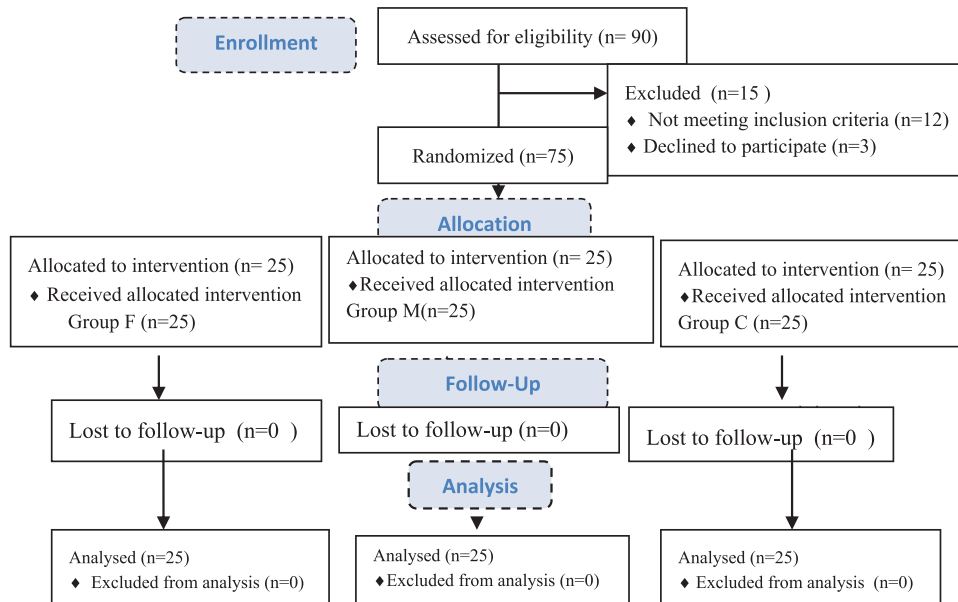 Enrollment
Assessed for eligibility (n= 90)
Excluded (n=15 )
♦ Not meeting inclusion criteria (n=12)
♦ Declined to participate (n=3)
Randomized (n=75)
Allocation
Allocated to intervention (n= 25)
♦ Received allocated intervention
Group F (n=25)
Allocated to intervention (n= 25)
♦Received allocated intervention
Group M(n=25)
Allocated to intervention (n= 25)
♦Received allocated intervention
Group C (n=25)
Follow-Up
Lost to follow-up (n=0 )
Lost to follow-up (n=0)
Lost to follow-up (n=0 )
Analysis
Analysed (n=25)
♦ Excluded from analysis (n=0)
Analysed (n=25)
♦Excluded from analysis (n=0)
Analysed (n=25)
♦ Excluded from analysis (n=0)